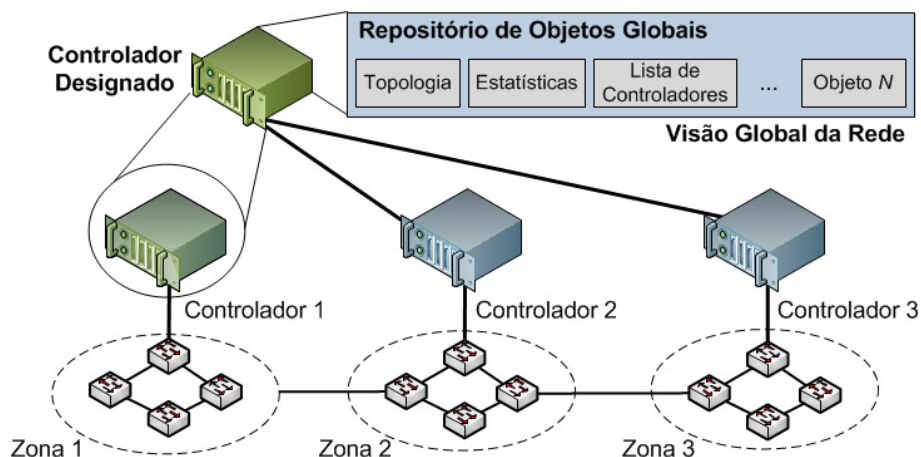 Controlador
Designado
Repositório de Objetos Globais
Topologia
Estatísticas
Lista de
Controladores
...
Objeto N
Visão Global da Rede
Controlador 1
Controlador 2
Controlador 3
Zona 1
Zona 2
Zona 3